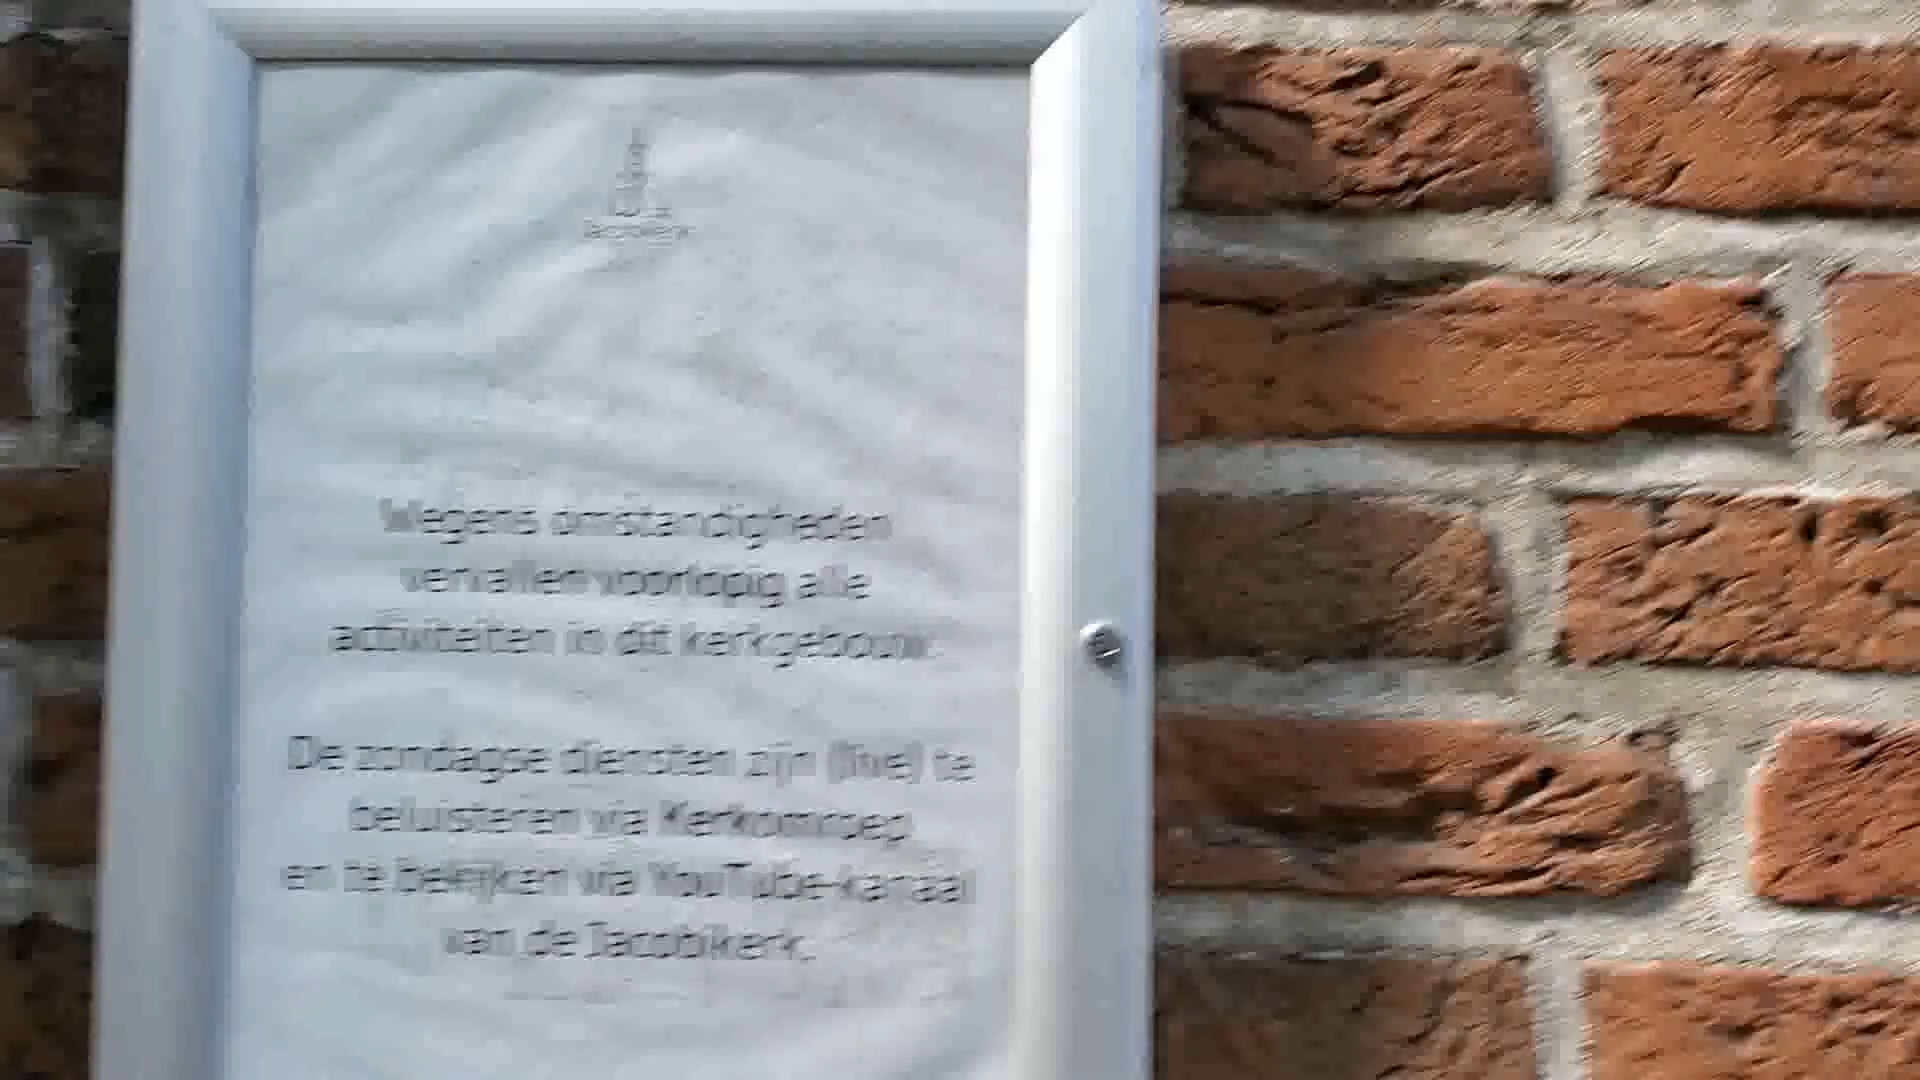 Jacobikerk
Wegens omstandigheden
vervallen voorlopig alle
activiteiten in dit kerkgebouw.
De zondagse diensten zijn (live) te
beluisteren via Kerkomroep
en te bekijken via YouTube-kanaal
van de Jacobikerk.